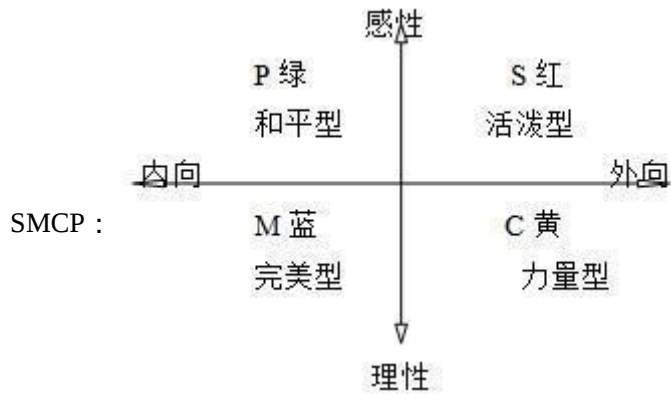 感性
P 绿 S 红
和平型 活泼型
内向 外向
SMCP：
M 蓝 C 黄
完美型 力量型
理性